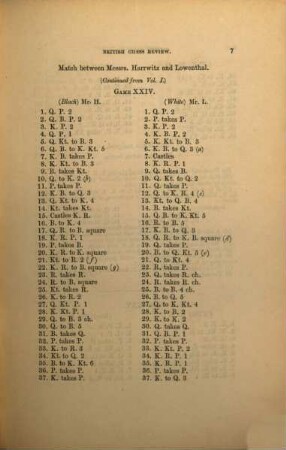 BRITISH CHESS REVIEW. 7
Match between Messrs. Harrwitz and Lowenthal.
(Continued from Vol. I.)
GAME XXIV.
(Black) Mr. H. (White) Mr. L.
1. Q. P. 2 1. Q. P. 2
2. Q. B. P. 2 2. P. takes P.
3. K. P. 2 3. K. P. 2
4. Q. P. 1 4. K. B. P. 2
5. Q. Kt. to B. 3 5. K. Kt. to B. 3
6. Q. B. to K. Kt. 5 6. K. B. to Q. 3 (a)
7. K. B. takes P. 7. Castles
8. K. Kt. to B. 3 8. K. R. P. 1
9. B. takes Kt. 9. Q. takes B.
10. Q. to K. 2 (b) 10. Q. Kt. to Q. 2
11. P. takes P. 11. Q. takes P.
12. K. B. to Q. 3 12. Q. to K. R. 4 (c)
13. Q. Kt. to K. 4 13. Kt. to Q. B. 4
14. Kt. takes Kt. 14. B. takes Kt.
15. Castles K. R. 15. Q. B. to K. Kt. 5
16. B. to K. 4 16. B. to B. 5
17. Q. R. to B. square 17. K. B. to Q. 3
18. K. R. P. 1 18. Q. R. to K. B. square (d)
19. P. takes B. 19. Q. takes P.
20. K. R. to K. square 20. B. to Q. Kt. 5 (e)
21. Kt. to R. 2 (f) 21. Q. to Kt. 4
22. K. R. to B. square (g) 22. R. takes P.
23. R. takes R. 23. Q. takes R. ch.
24. R. to B. square 24. R. takes R. ch.
25. Kt. takes R. 25. B. to B. 4 ch.
26. K. to R. 2 26. B. to Q. 5
27. Q. Kt. P. 1 27. Q. to K. Kt. 4
28. K. Kt. P. 1 28. K. to B. 2
29. Q. to B. 5 ch. 29. K. to K. 2
30. Q. to B. 5 30. Q. takes Q.
31. B. takes Q. 31. Q. B. P. 1
32. P. takes P. 32. P. takes P.
33. K. to R. 3 33. K. Kt. P. 2
34. Kt. to Q. 2 34. K. R. P. 1
35. B. to K. Kt. 6 35. K. R. P. 1
36. P. takes P. 36. P. takes P.
37. K. takes P. 37. K. to Q. 3